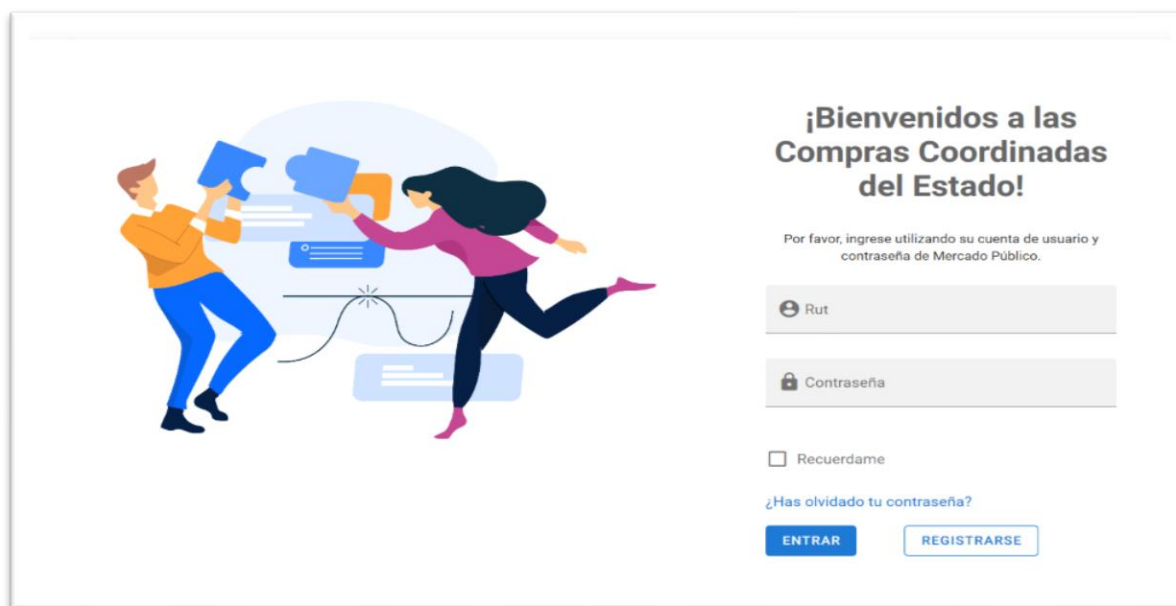 ¡Bienvenidos a las
Compras Coordinadas
del Estado!
Por favor, ingrese utilizando su cuenta de usuario y
contraseña de Mercado Público.
Rut
Contraseña
Recuerdame
¿Has olvidado tu contraseña?
ENTRAR
REGISTRARSE